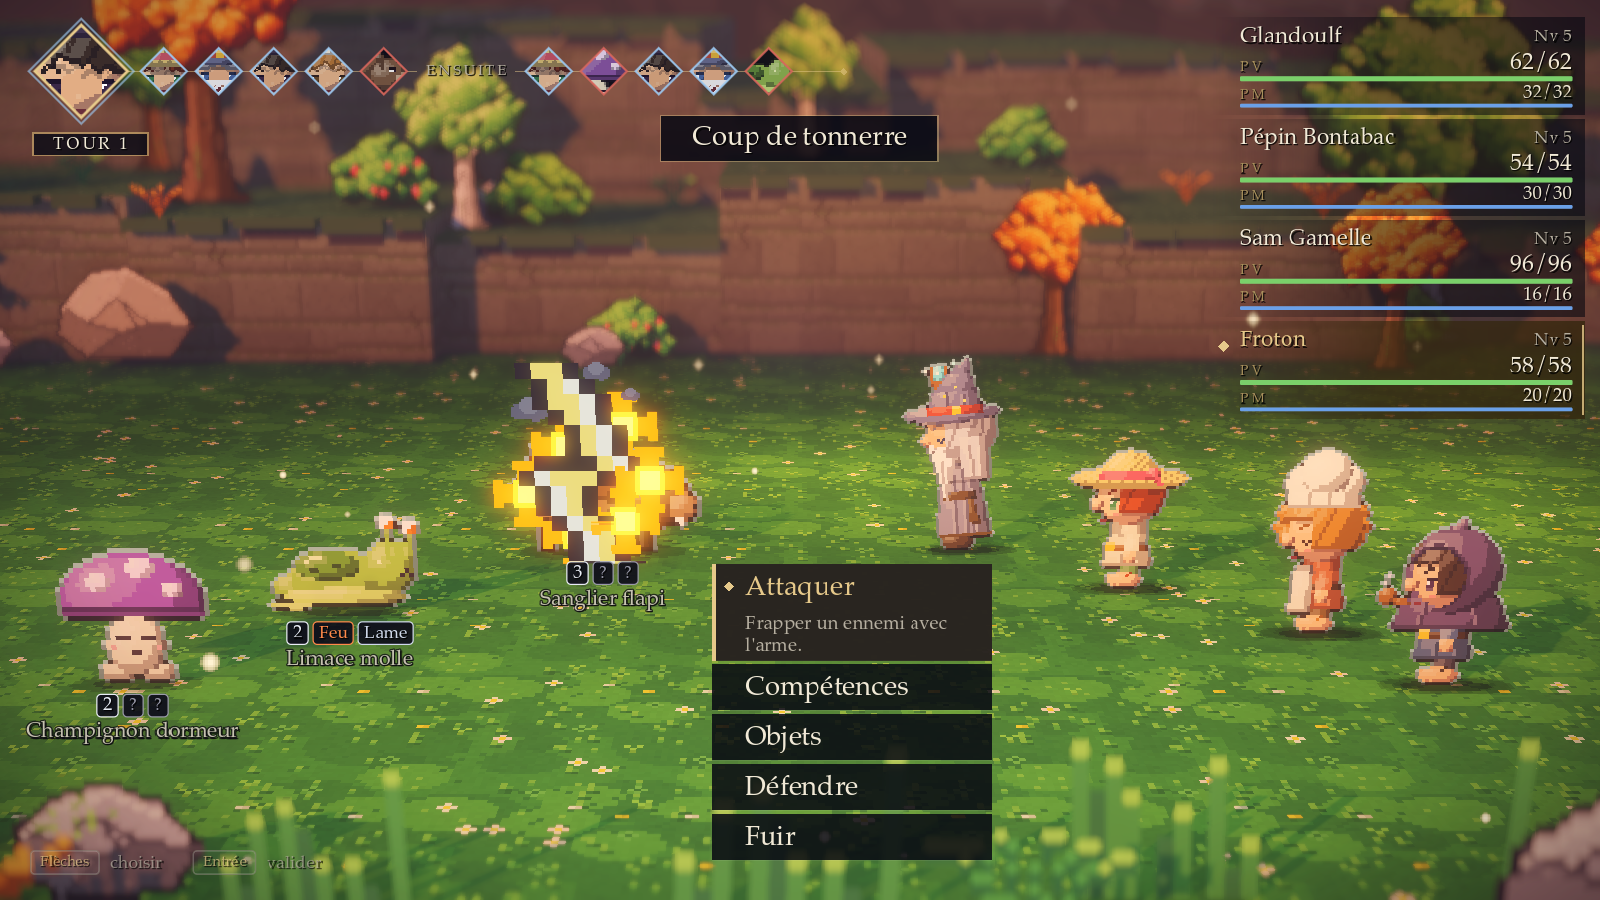 ENSUITE
TOUR 1
Coup de tonnerre
Glandoulf Nv 5
PV 62/62
PM 32/32
Pépin Bontabac Nv 5
PV 54/54
PM 30/30
Sam Gamelle Nv 5
PV 96/96
PM 16/16
Froton Nv 5
PV 58/58
PM 20/20
3 ? ?
Sanglier flapi
2 Feu Lame
Limace molle
2 ? ?
Champignon dormeur
Attaquer
Frapper un ennemi avec
l'arme.
Compétences
Objets
Défendre
Fuir
Flèches choisir Entrée valider